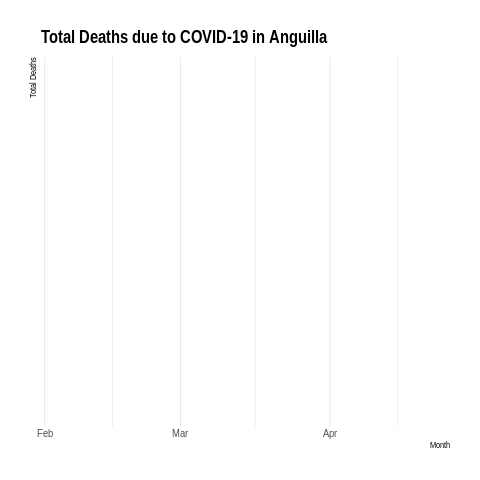 Total Deaths due to COVID-19 in Anguilla
Total Deaths
Feb Mar Apr
Month